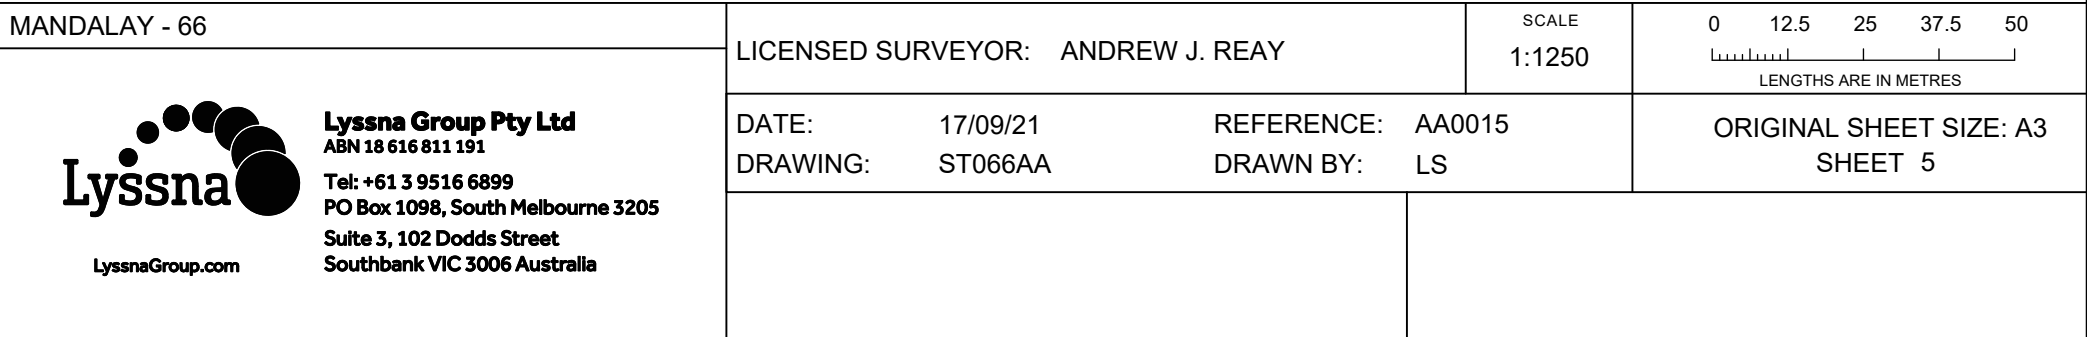 MANDALAY - 66
Lyssna
LyssnaGroup.com
Lyssna Group Pty Ltd
ABN 18 616 811 191
Tel: +61 3 9516 6899
PO Box 1098, South Melbourne 3205
Suite 3, 102 Dodds Street
Southbank VIC 3006 Australia
LICENSED SURVEYOR: ANDREW J. REAY
SCALE
1:1250
0 12.5 25 37.5 50
LENGTHS ARE IN METRES
DATE: 17/09/21 REFERENCE: AA0015
DRAWING: ST066AA DRAWN BY: LS
ORIGINAL SHEET SIZE: A3
SHEET 5